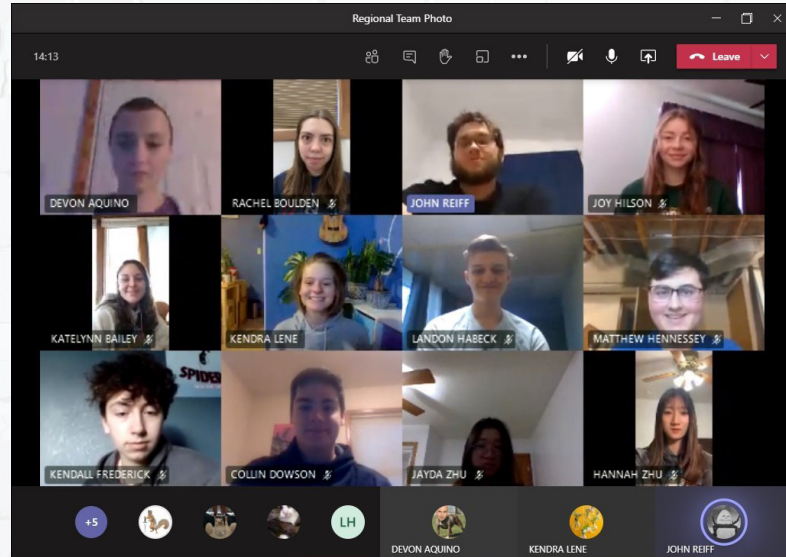 Regional Team Photo
14:13
Leave
DEVON AQUINO
RACHEL BOULDEN
JOHN REIFF
JOY HILSON
KATELYNN BAILEY
KENDRA LENE
LANDON HABECK
MATTHEW HENNESSEY
SPIDER
KENDALL FREDERICK
COLLIN DOWSON
JAYDA ZHU
HANNAH ZHU
+5
LH
DEVON AQUINO
KENDRA LENE
JOHN REIFF